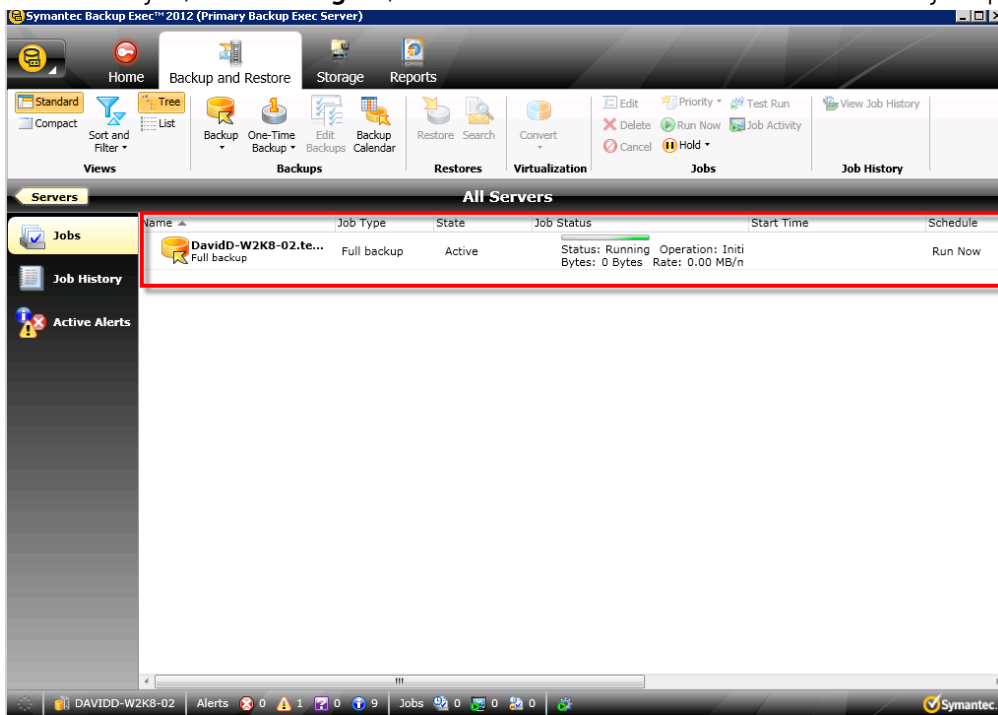 Symantec Backup Exec™ 2012 (Primary Backup Exec Server)
Home
Backup and Restore
Storage
Reports
Standard
Compact
Sort and Filter
Tree
List
Views
Backup
One-Time Backup
Edit Backups
Backup Calendar
Backups
Restore
Search
Restores
Convert
Virtualization
Edit
Priority
Test Run
Delete
Run Now
Job Activity
Cancel
Hold
Jobs
View Job History
Job History
Servers
All Servers
Jobs
Job History
Active Alerts
Name Job Type State Job Status Start Time Schedule
DavidD-W2K8-02.te... Full backup Active Status: Running Operation: Initi Run Now
Full backup Bytes: 0 Bytes Rate: 0.00 MB/n
DAVIDD-W2K8-02 Alerts 0 1 0 9 Jobs 0 0 0 Symantec.